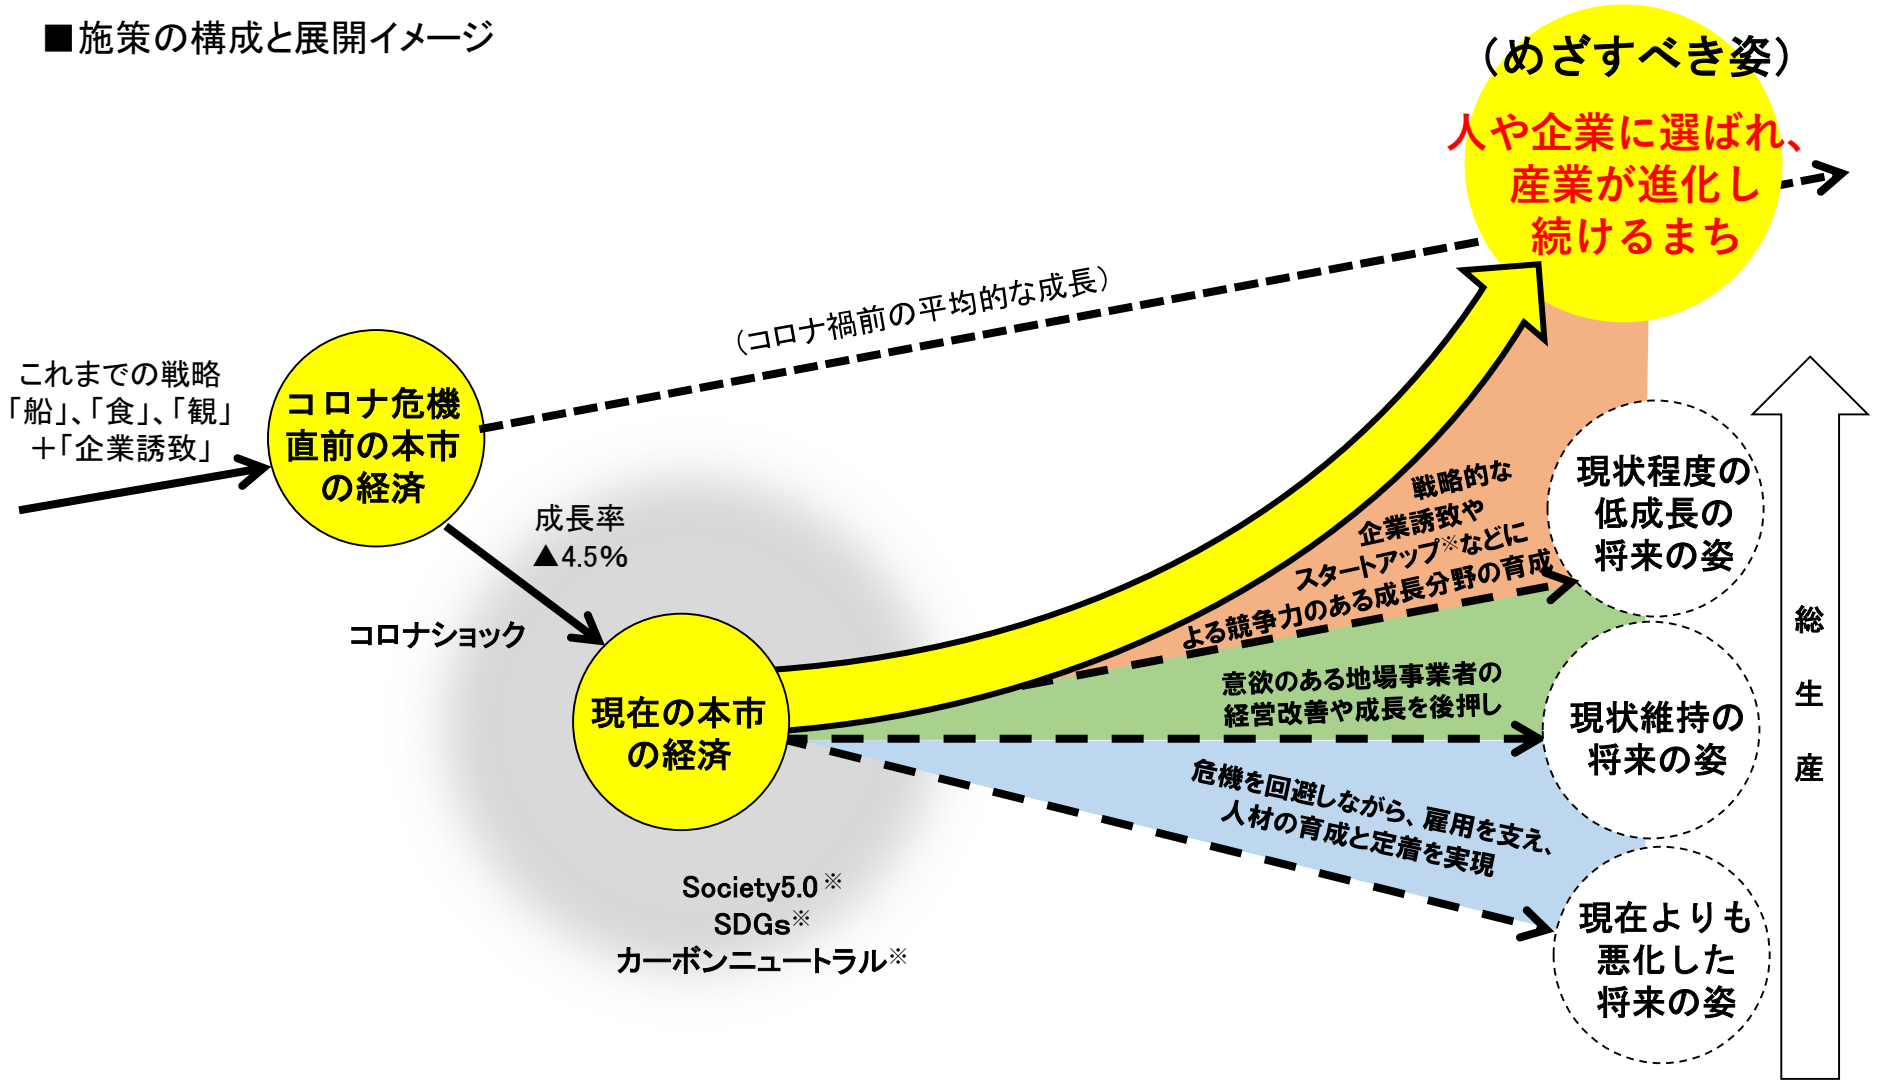 ■施策の構成と展開イメージ
（めざすべき姿）
人や企業に選ばれ、
産業が進化し
続けるまち
（コロナ禍前の平均的な成長）
これまでの戦略
「船」、「食」、「観」
＋「企業誘致」
コロナ危機
直前の本市
の経済
成長率
▲4.5%
コロナショック
現在の本市
の経済
Society5.0※
SDGs※
カーボンニュートラル※
戦略的な
企業誘致や
スタートアップ※などに
よる競争力のある成長分野の育成
意欲のある地場事業者の
経営改善や成長を後押し
危機を回避しながら、雇用を支え、
人材の育成と定着を実現
現状程度の
低成長の
将来の姿
現状維持の
将来の姿
現在よりも
悪化した
将来の姿
総生産